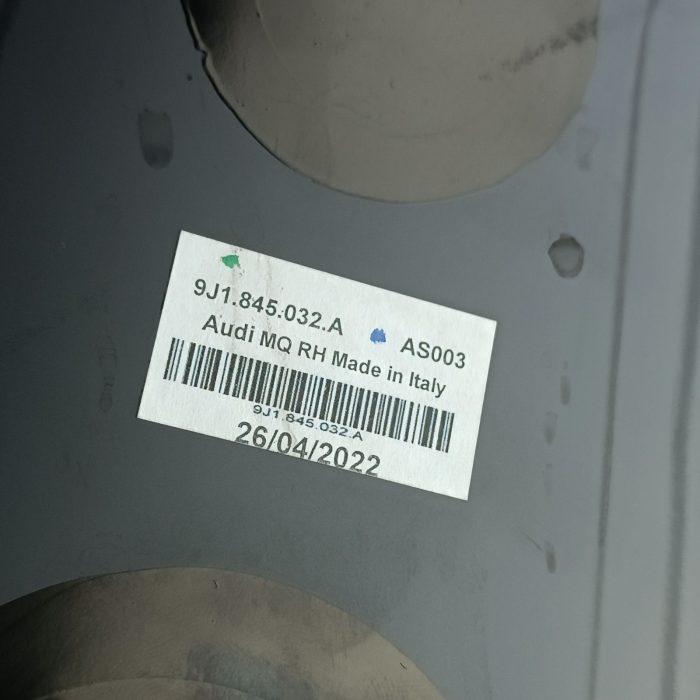 9J1.845.032.A AS003
Audi MQ RH Made in Italy
9J1.845.032.A
26/04/2022